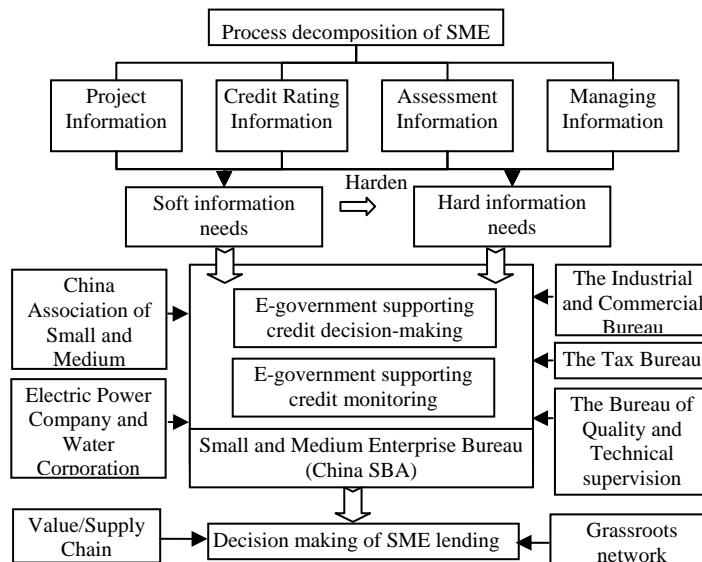 Process decomposition of SME
Project
Information
Credit Rating
Information
Assessment
Information
Managing
Information
Soft information
needs
Harden
Hard information
needs
China
Association of
Small and Medium
E-government supporting
credit decision-making
The Industrial
and Commercial
Bureau
The Tax Bureau
Electric Power
Company and
Water
Corporation
E-government supporting
credit monitoring
The Bureau of
Quality and
Technical
supervision
Small and Medium Enterprise Bureau
(China SBA)
Value/Supply
Chain
Decision making of SME lending
Grassroots
network